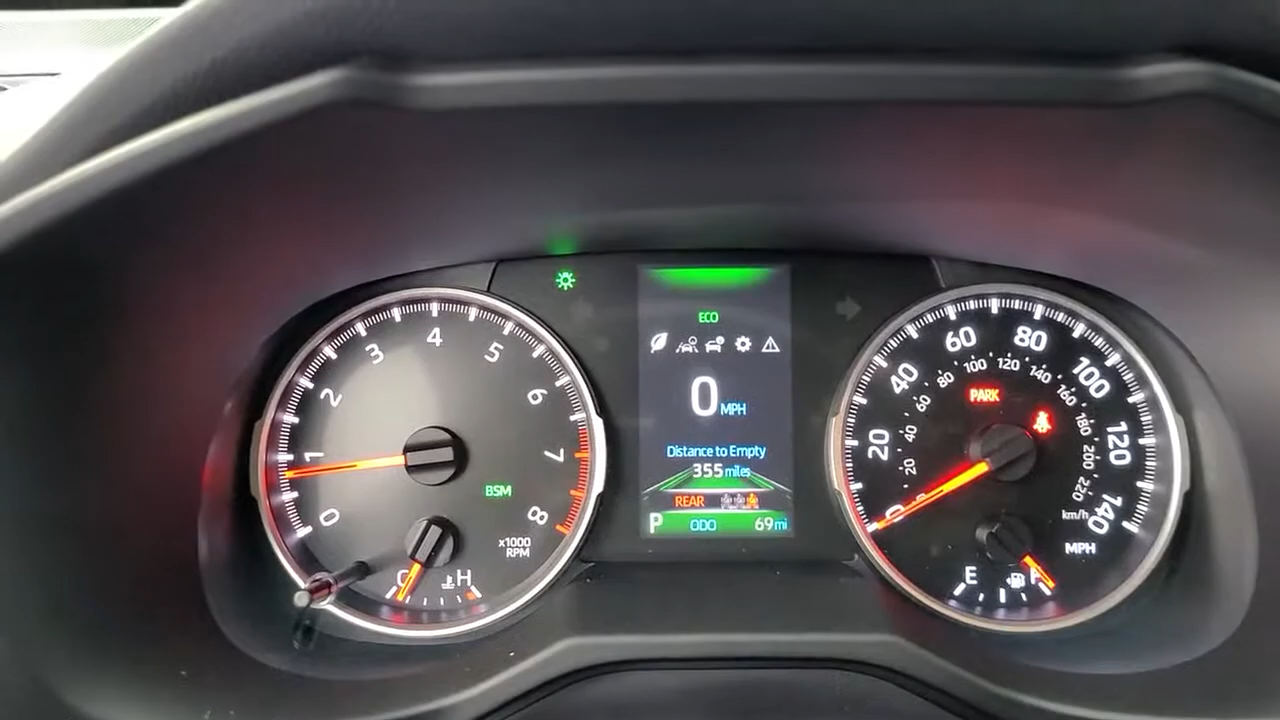 0
1
2
3
4
5
6
7
8
x1000
RPM
BSM
C
H
ECO
0 MPH
Distance to Empty
355 miles
REAR
P ODO 69 mi
0
20
40
60
80
100
120
140
MPH
20
40
60
80
100
120
140
160
180
200
220
km/h
PARK
E
F